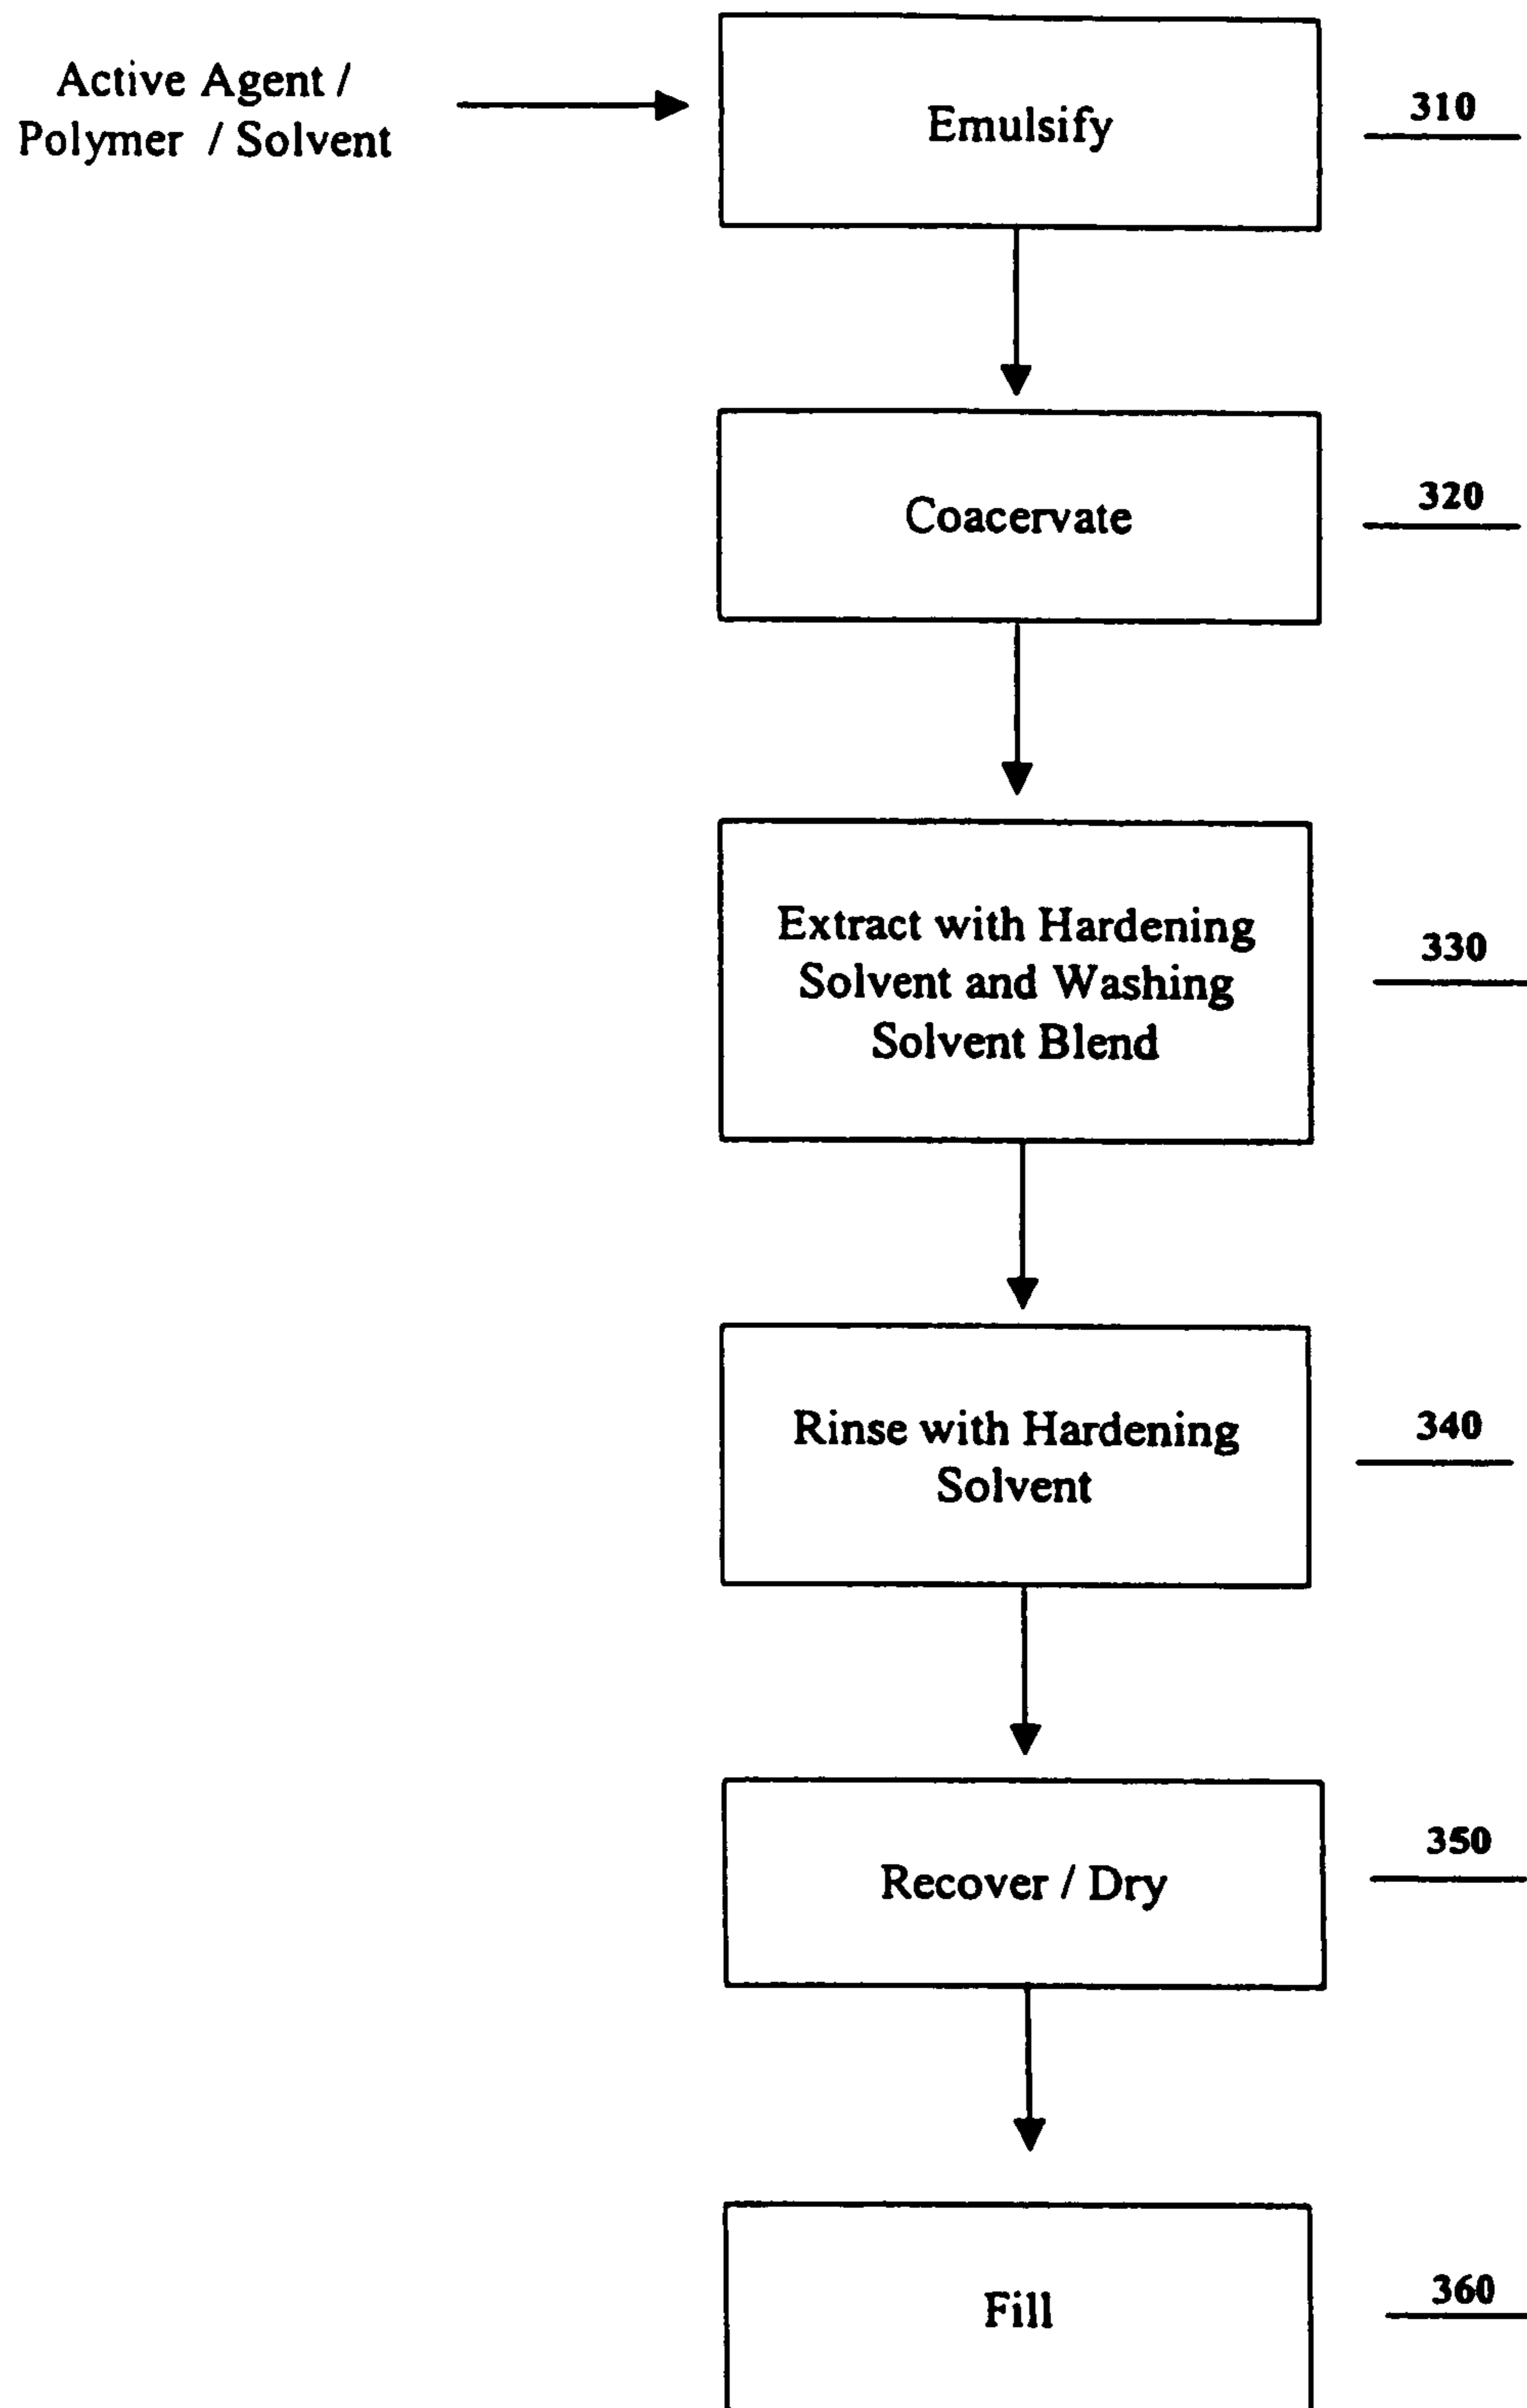 Active Agent /
Polymer / Solvent
Emulsify
310
Coacervate
320
Extract with Hardening
Solvent and Washing
Solvent Blend
330
Rinse with Hardening
Solvent
340
Recover / Dry
350
Fill
360